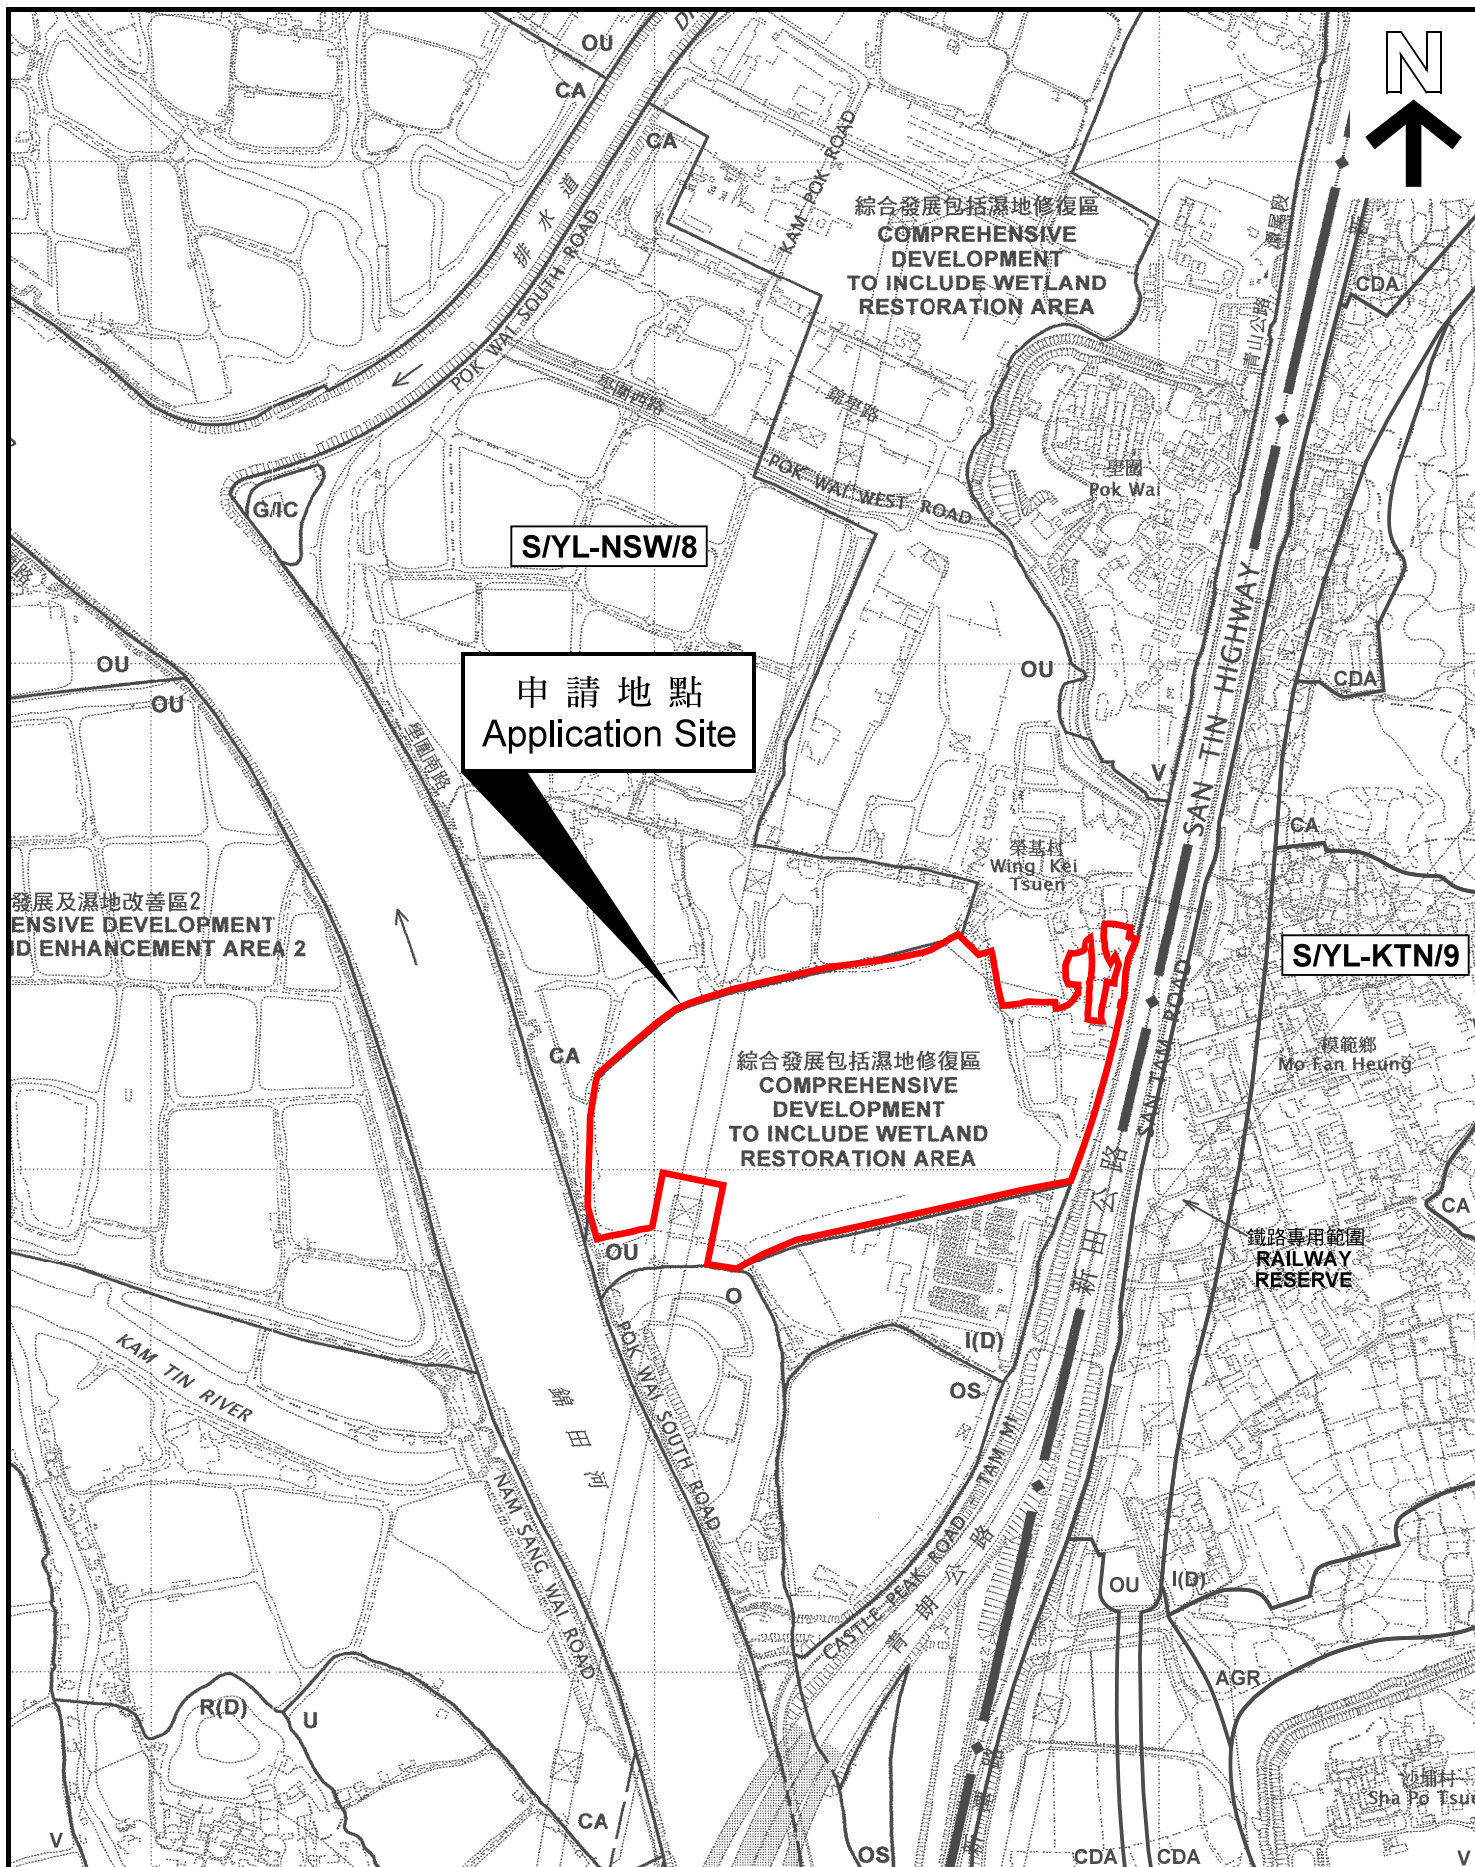 N
OU
CA
CA
KAM POK ROAD
綜合發展包括濕地修復區
COMPREHENSIVE
DEVELOPMENT
TO INCLUDE WETLAND
RESTORATION AREA
排水道
POK WAI SOUTH ROAD
CDA
青山公路
POK WAI WEST ROAD
Pok Wai
G/IC
S/YL-NSW/8
SAN TIN HIGHWAY
OU
OU
OU
CDA
申請地點
Application Site
V
CA
榮基村
Wing Kei
Tsuen
發展及濕地改善區2
ENSIVE DEVELOPMENT
ID ENHANCEMENT AREA 2
S/YL-KTN/9
SAN TAM ROAD
模範鄉
Mo Fan Heung
CA
綜合發展包括濕地修復區
COMPREHENSIVE
DEVELOPMENT
TO INCLUDE WETLAND
RESTORATION AREA
新田公路
CA
鐵路專用範圍
RAILWAY
RESERVE
OU
O
I(D)
OS
KAM TIN RIVER
錦田河
POK WAI SOUTH ROAD
NAM SANG WAI ROAD
CASTLE PEAK ROAD - TAM MI
青朗公路
OU
I(D)
AGR
R(D)
U
CA
V
OS
CDA
CDA
沙埔村
Sha Po Tsue
V